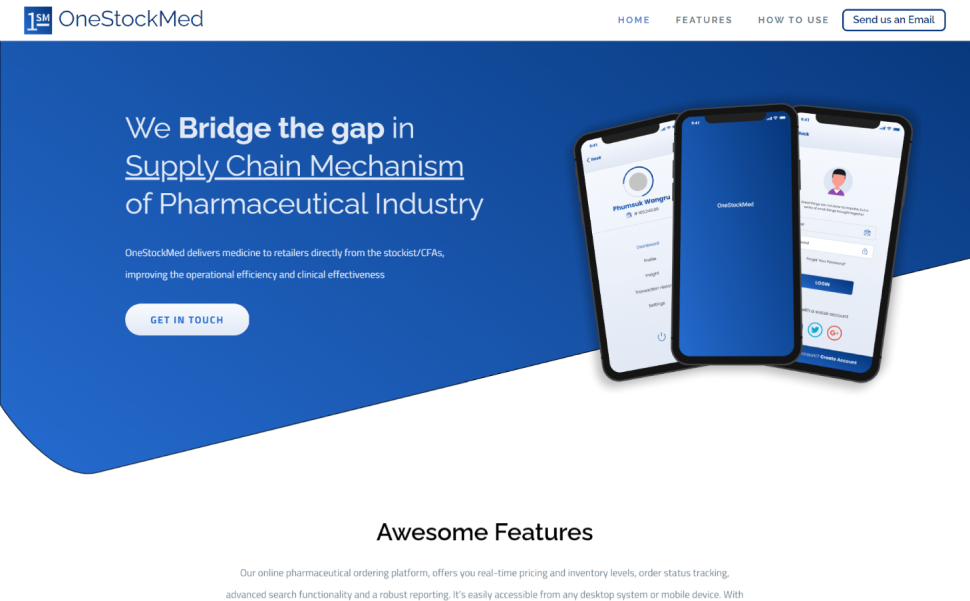 1SM OneStockMed
HOME FEATURES HOW TO USE Send us an Email
We Bridge the gap in
Supply Chain Mechanism
of Pharmaceutical Industry
OneStockMed delivers medicine to retailers directly from the stockist/CFAs,
improving the operational efficiency and clinical effectiveness
GET IN TOUCH
9:41
Back
Phumsuk Wangru
Dashboard
Profile
Insight
Settings
9:41
OneStockMed
9:41
Forgot Your Password?
LOGIN
with a social account
Create Account
Awesome Features
Our online pharmaceutical ordering platform, offers you real-time pricing and inventory levels, order status tracking,
advanced search functionality and a robust reporting. It's easily accessible from any desktop system or mobile device. With